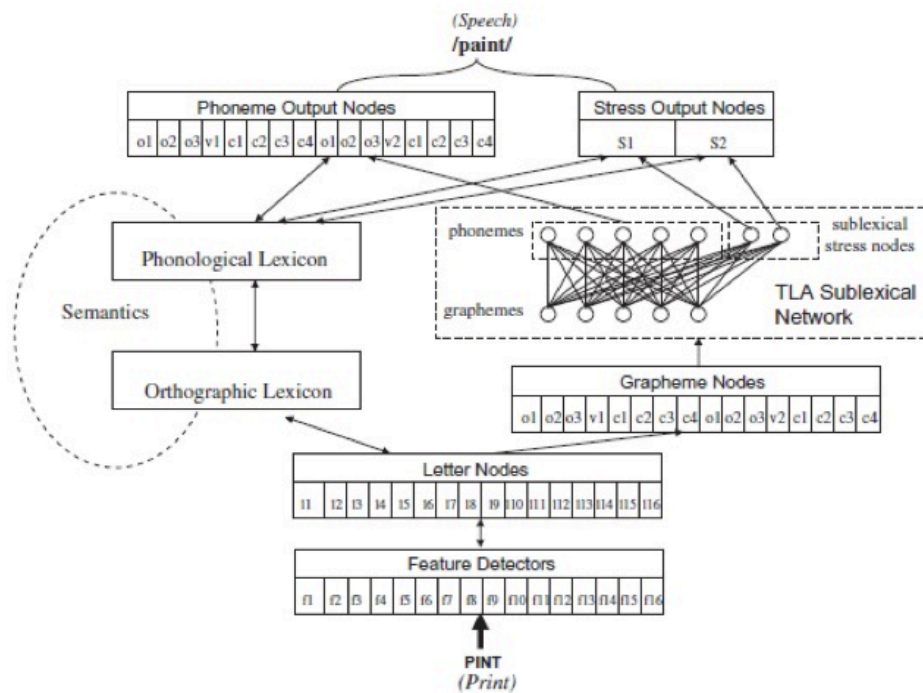 (Speech)
/paint/
Phoneme Output Nodes
o1 o2 o3 v1 c1 c2 c3 c4 o1 o2 o3 v2 c1 c2 c3 c4
Stress Output Nodes
S1 S2
Phonological Lexicon
Semantics
Orthographic Lexicon
phonemes
sublexical
stress nodes
graphemes
TLA Sublexical
Network
Grapheme Nodes
o1 o2 o3 v1 c1 c2 c3 c4 o1 o2 o3 v2 c1 c2 c3 c4
Letter Nodes
l1 l2 l3 l4 l5 l6 l7 l8 l9 l10 l11 l12 l13 l14 l15 l16
Feature Detectors
f1 f2 f3 f4 f5 f6 f7 f8 f9 f10 f11 f12 f13 f14 f15 f16
PINT
(Print)